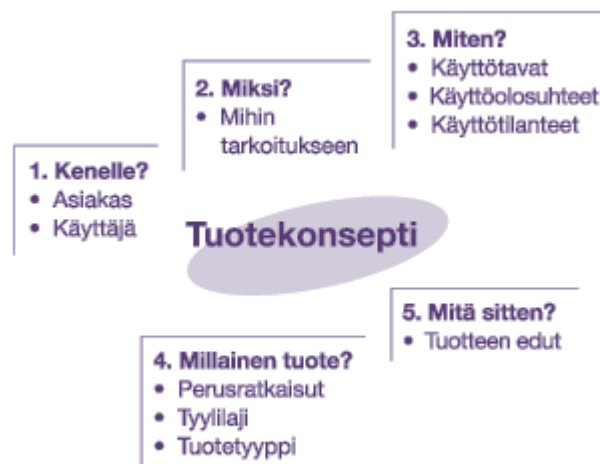 1. Kenelle?
• Asiakas
• Käyttäjä
2. Miksi?
• Mihin
tarkoitukseen
3. Miten?
• Käyttötavat
• Käyttöolosuhteet
• Käyttötilanteet
Tuotekonsepti
4. Millainen tuote?
• Perusratkaisut
• Tyylilaji
• Tuotetyyppi
5. Mitä sitten?
• Tuotteen edut